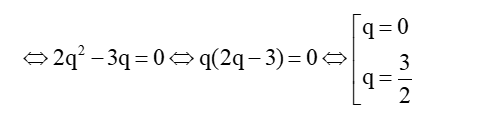 ⇔ 2q² − 3q = 0 ⇔ q(2q − 3) = 0 ⇔ [ q = 0
q = 3/2